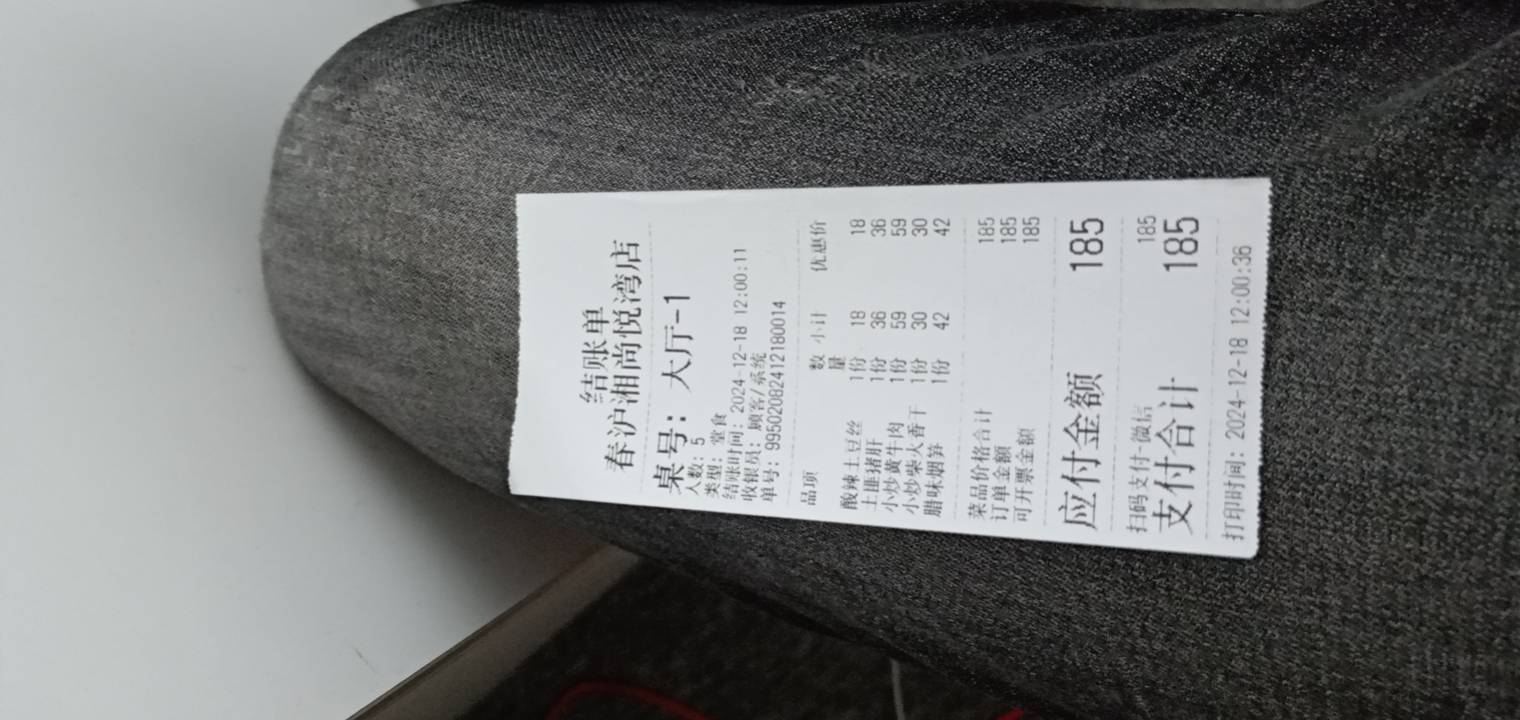 结账单
春沪湘尚悦湾店
桌号: 大厅-1
人数: 5
类型: 堂食
结账时间: 2024-12-18 12:00:11
收银员: 顾客/系统
单号: 995020824121800​14
品项 数量 小计 优惠价
酸辣土豆丝 1份 18 18
土匪猪肝 1份 36 36
小炒黄牛肉 1份 59 59
小炒柴火香干 1份 30 30
腊味烟笋 1份 42 42
菜品价格合计 185
订单金额 185
可开票金额 185
应付金额 185
扫码支付-微信 185
支付合计 185
打印时间: 2024-12-18 12:00:36